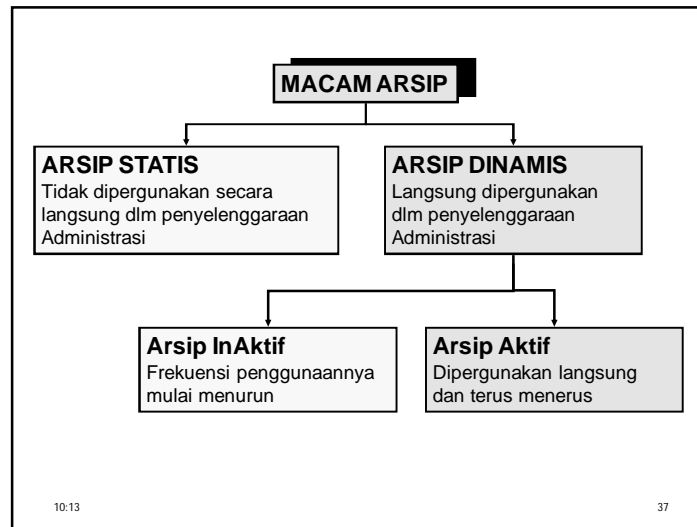 MACAM ARSIP
ARSIP STATIS
Tidak dipergunakan secara
langsung dlm penyelenggaraan
Administrasi
ARSIP DINAMIS
Langsung dipergunakan
dlm penyelenggaraan
Administrasi
Arsip InAktif
Frekuensi penggunaannya
mulai menurun
Arsip Aktif
Dipergunakan langsung
dan terus menerus
10:13
37